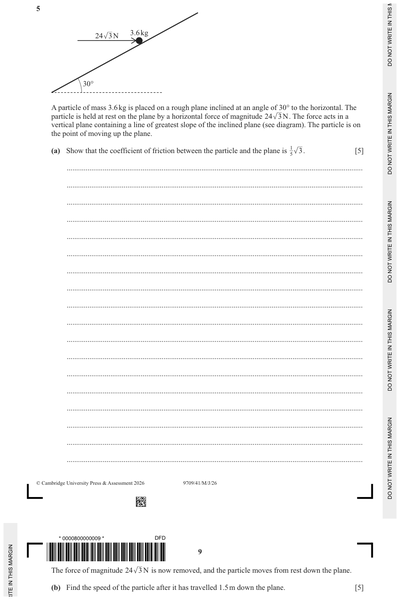 5
24√3 N
3.6 kg
30°
A particle of mass 3.6 kg is placed on a rough plane inclined at an angle of 30° to the horizontal. The
particle is held at rest on the plane by a horizontal force of magnitude 24√3 N. The force acts in a
vertical plane containing a line of greatest slope of the inclined plane (see diagram). The particle is on
the point of moving up the plane.
(a) Show that the coefficient of friction between the particle and the plane is 1/5 √3. [5]
© Cambridge University Press & Assessment 2026
9709/41/M/J/26
DO NOT WRITE IN THIS MARGIN
DO NOT WRITE IN THIS MARGIN
DO NOT WRITE IN THIS MARGIN
DO NOT WRITE IN THIS MARGIN
DO NOT WRITE IN THIS MARGIN
* 0000800000009 *
DFD
9
The force of magnitude 24√3 N is now removed, and the particle moves from rest down the plane.
(b) Find the speed of the particle after it has travelled 1.5 m down the plane. [5]
ITE IN THIS MARGIN